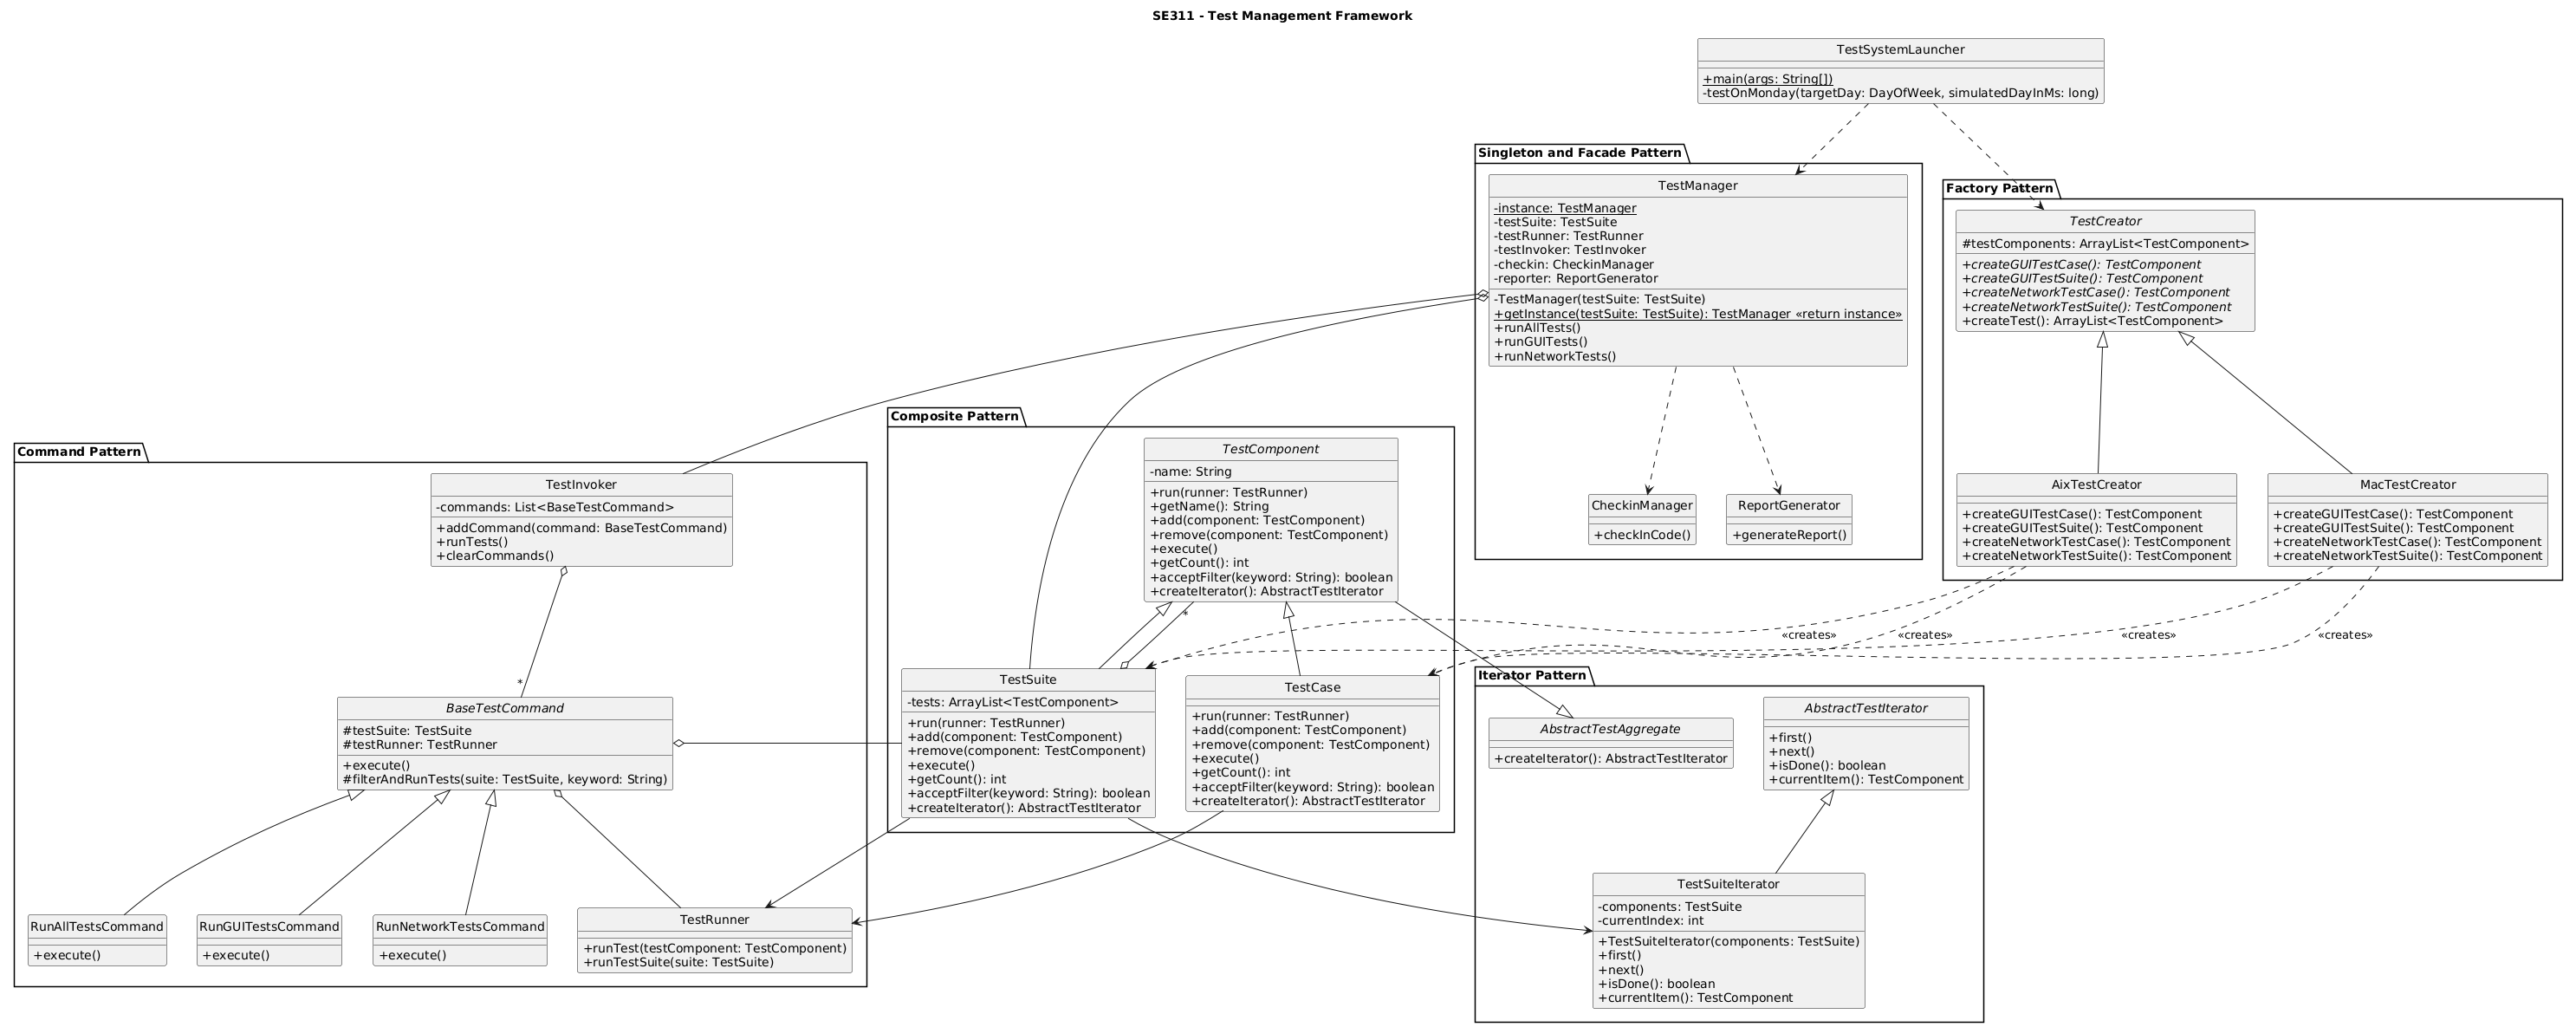 SE311 - Test Management Framework
TestSystemLauncher
+main(args: String[])
-testOnMonday(targetDay: DayOfWeek, simulatedDayInMs: long)
Singleton and Facade Pattern
TestManager
-instance: TestManager
-testSuite: TestSuite
-testRunner: TestRunner
-testInvoker: TestInvoker
-checkin: CheckinManager
-reporter: ReportGenerator
-TestManager(testSuite: TestSuite)
+getInstance(testSuite: TestSuite): TestManager «return instance»
+runAllTests()
+runGUITests()
+runNetworkTests()
CheckinManager
+checkInCode()
ReportGenerator
+generateReport()
Factory Pattern
TestCreator
#testComponents: ArrayList<TestComponent>
+createGUITestCase(): TestComponent
+createGUITestSuite(): TestComponent
+createNetworkTestCase(): TestComponent
+createNetworkTestSuite(): TestComponent
+createTest(): ArrayList<TestComponent>
AixTestCreator
+createGUITestCase(): TestComponent
+createGUITestSuite(): TestComponent
+createNetworkTestCase(): TestComponent
+createNetworkTestSuite(): TestComponent
MacTestCreator
+createGUITestCase(): TestComponent
+createGUITestSuite(): TestComponent
+createNetworkTestCase(): TestComponent
+createNetworkTestSuite(): TestComponent
«creates»
«creates»
«creates»
«creates»
Composite Pattern
TestComponent
-name: String
+run(runner: TestRunner)
+getName(): String
+add(component: TestComponent)
+remove(component: TestComponent)
+execute()
+getCount(): int
+acceptFilter(keyword: String): boolean
+createIterator(): AbstractTestIterator
*
TestSuite
-tests: ArrayList<TestComponent>
+run(runner: TestRunner)
+add(component: TestComponent)
+remove(component: TestComponent)
+execute()
+getCount(): int
+acceptFilter(keyword: String): boolean
+createIterator(): AbstractTestIterator
TestCase
+run(runner: TestRunner)
+add(component: TestComponent)
+remove(component: TestComponent)
+execute()
+getCount(): int
+acceptFilter(keyword: String): boolean
+createIterator(): AbstractTestIterator
Command Pattern
TestInvoker
-commands: List<BaseTestCommand>
+addCommand(command: BaseTestCommand)
+runTests()
+clearCommands()
*
BaseTestCommand
#testSuite: TestSuite
#testRunner: TestRunner
+execute()
#filterAndRunTests(suite: TestSuite, keyword: String)
RunAllTestsCommand
+execute()
RunGUITestsCommand
+execute()
RunNetworkTestsCommand
+execute()
TestRunner
+runTest(testComponent: TestComponent)
+runTestSuite(suite: TestSuite)
Iterator Pattern
AbstractTestAggregate
+createIterator(): AbstractTestIterator
AbstractTestIterator
+first()
+next()
+isDone(): boolean
+currentItem(): TestComponent
TestSuiteIterator
-components: TestSuite
-currentIndex: int
+TestSuiteIterator(components: TestSuite)
+first()
+next()
+isDone(): boolean
+currentItem(): TestComponent